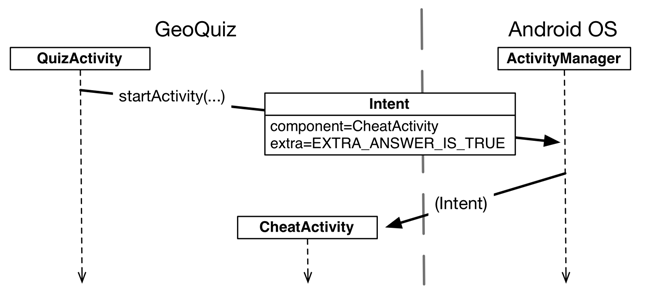 GeoQuiz
Android OS
QuizActivity
ActivityManager
startActivity(...)
Intent
component=CheatActivity
extra=EXTRA_ANSWER_IS_TRUE
(Intent)
CheatActivity